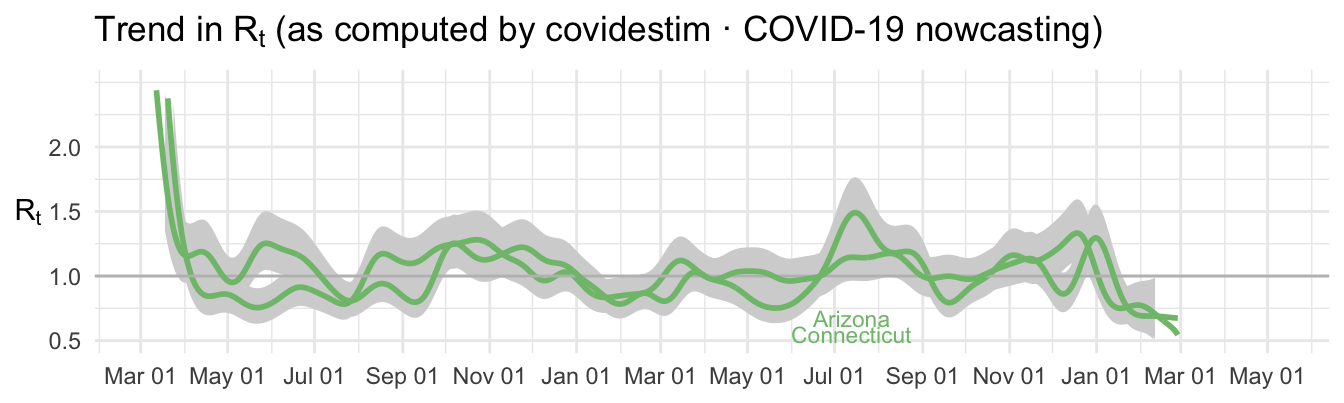 Trend in Rt (as computed by covidestim · COVID-19 nowcasting)
2.0
Rt 1.5
1.0
0.5
Arizona
Connecticut
Mar 01 May 01 Jul 01 Sep 01 Nov 01 Jan 01 Mar 01 May 01 Jul 01 Sep 01 Nov 01 Jan 01 Mar 01 May 01